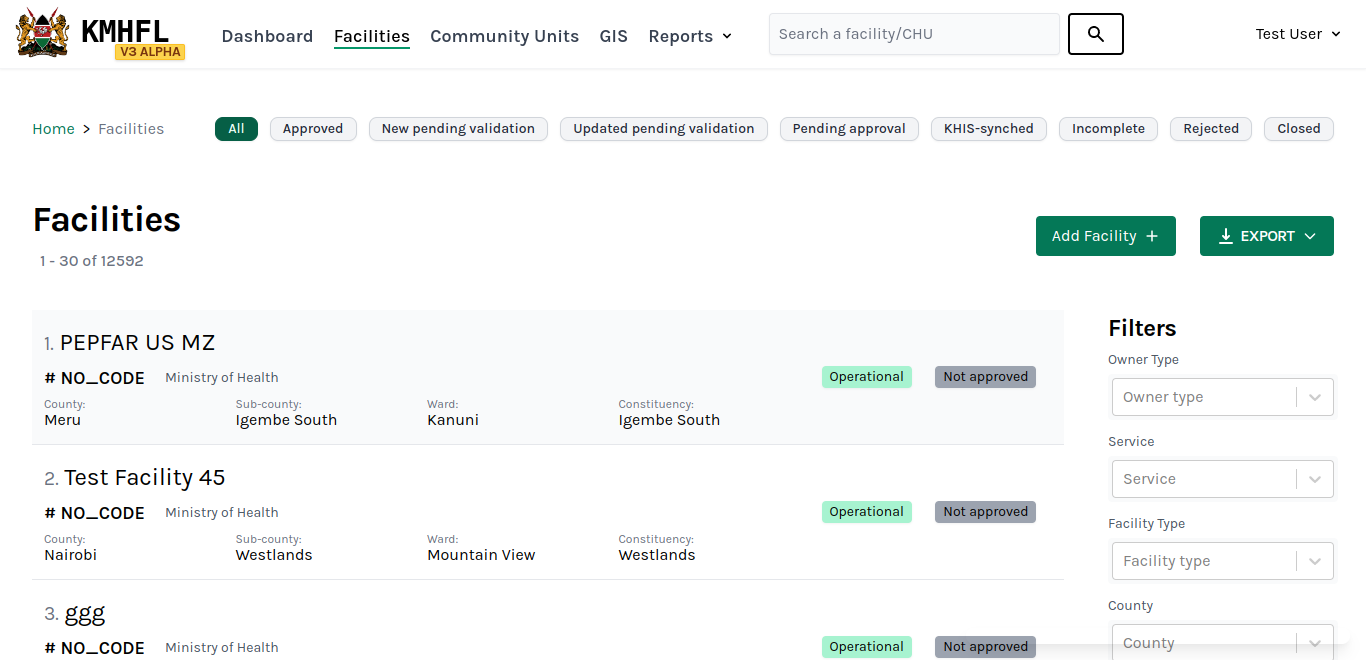 KMHFL
V3 ALPHA
Dashboard Facilities Community Units GIS Reports
Search a facility/CHU
Test User
Home > Facilities
All Approved New pending validation Updated pending validation Pending approval KHIS-synched Incomplete Rejected Closed
Facilities
1 - 30 of 12592
Add Facility +
EXPORT
1. PEPFAR US MZ
# NO_CODE Ministry of Health Operational Not approved
County: Sub-county: Ward: Constituency:
Meru Igembe South Kanuni Igembe South
2. Test Facility 45
# NO_CODE Ministry of Health Operational Not approved
County: Sub-county: Ward: Constituency:
Nairobi Westlands Mountain View Westlands
3. ggg
# NO_CODE Ministry of Health Operational Not approved
Filters
Owner Type
Owner type
Service
Service
Facility Type
Facility type
County
County